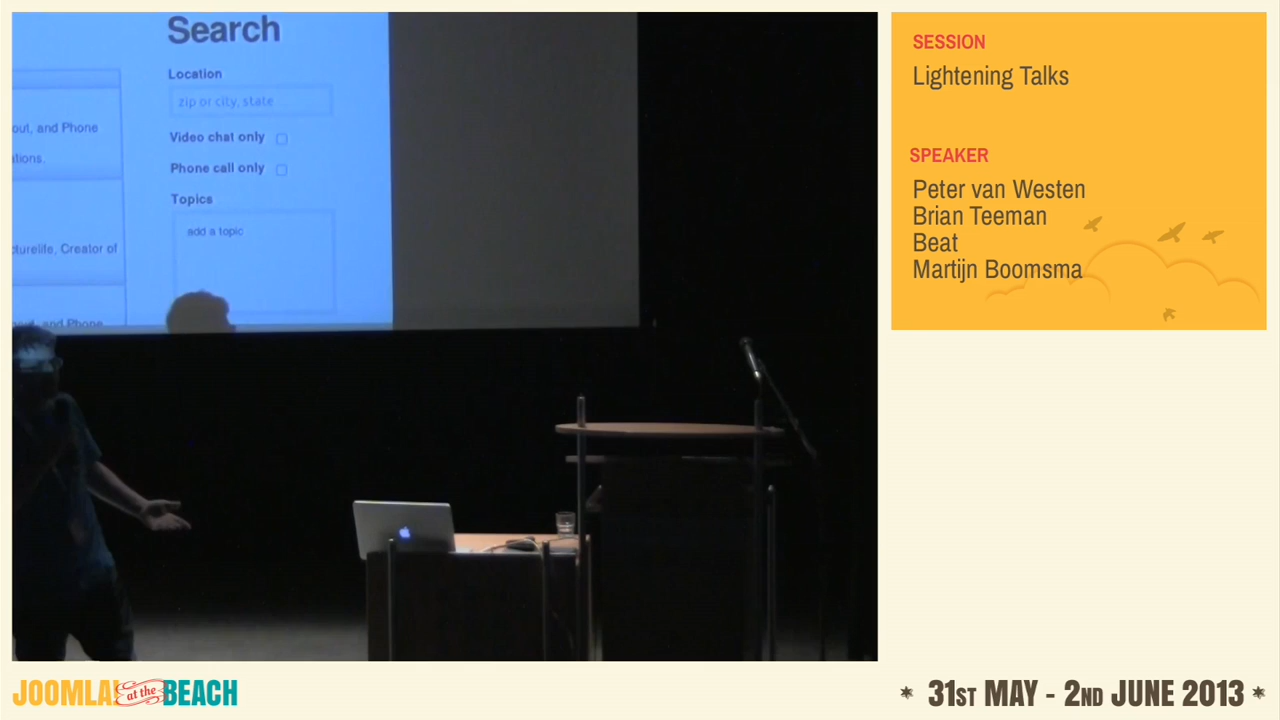 Search
Location
zip or city, state
Video chat only
Phone call only
Topics
add a topic
out, and Phone
ations.
cturelife, Creator of
and Phone
SESSION
Lightening Talks
SPEAKER
Peter van Westen
Brian Teeman
Beat
Martijn Boomsma
JOOMLA! at the BEACH
* 31ST MAY - 2ND JUNE 2013 *